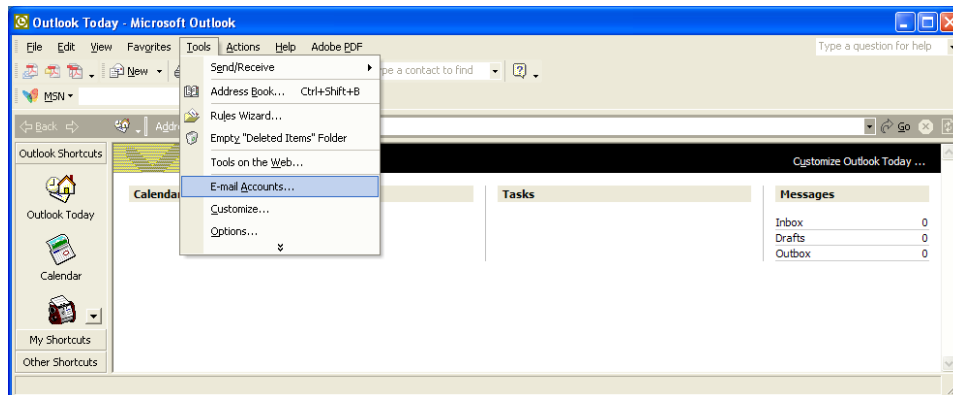 Outlook Today - Microsoft Outlook
File Edit View Favorites Tools Actions Help Adobe PDF Type a question for help
New pe a contact to find
MSN
Back Addre Go
Outlook Shortcuts
Outlook Today
Calendar
My Shortcuts
Other Shortcuts
Send/Receive
Address Book... Ctrl+Shift+B
Rules Wizard...
Empty "Deleted Items" Folder
Tools on the Web...
E-mail Accounts...
Customize...
Options...
Customize Outlook Today ...
Calendar Tasks Messages
Inbox 0
Drafts 0
Outbox 0